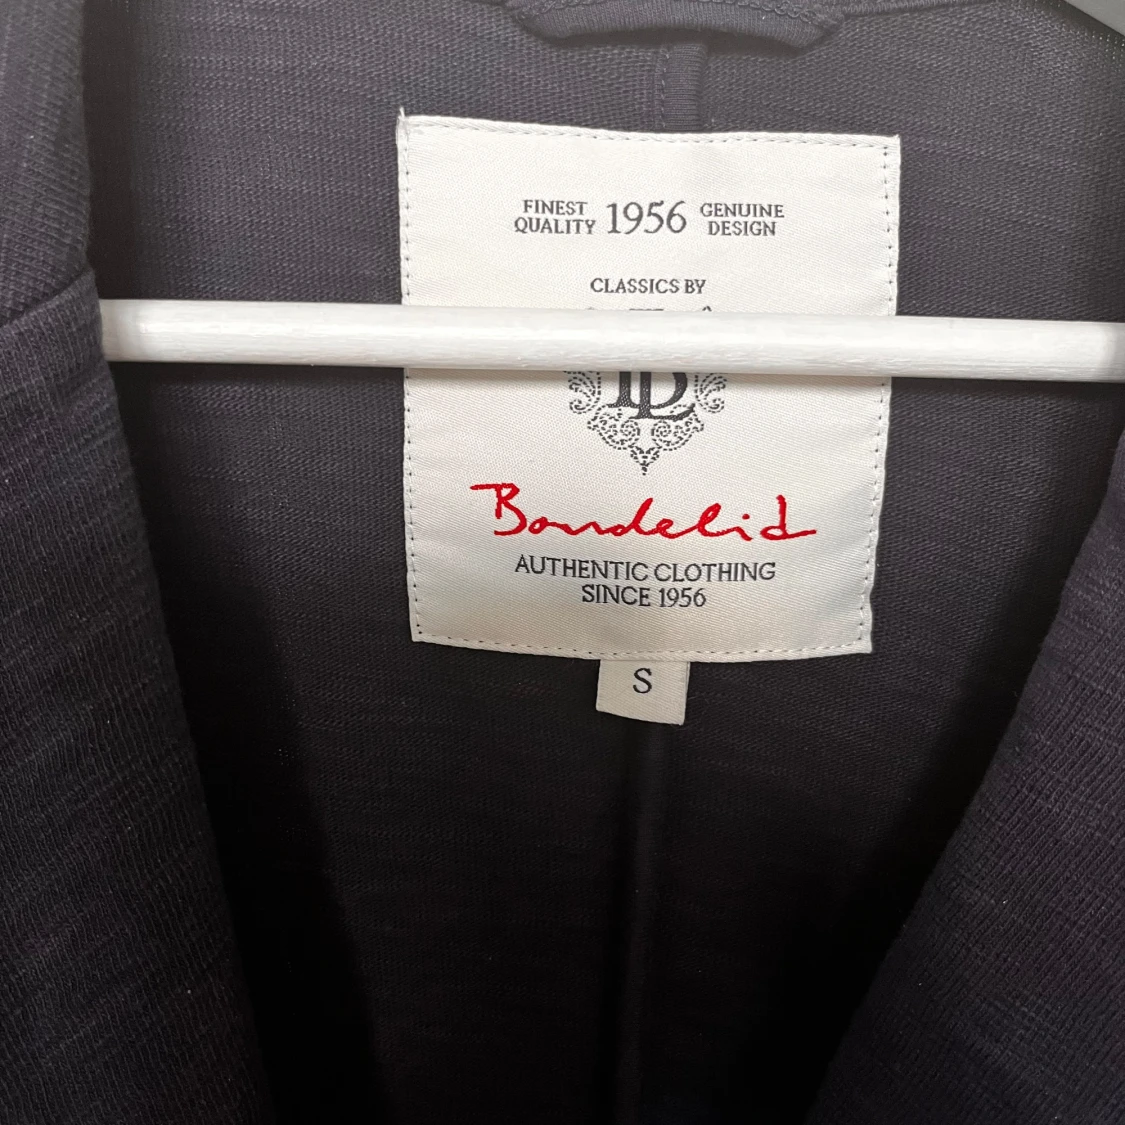 FINEST QUALITY 1956 GENUINE DESIGN
CLASSICS BY
Bondelid
AUTHENTIC CLOTHING
SINCE 1956
S